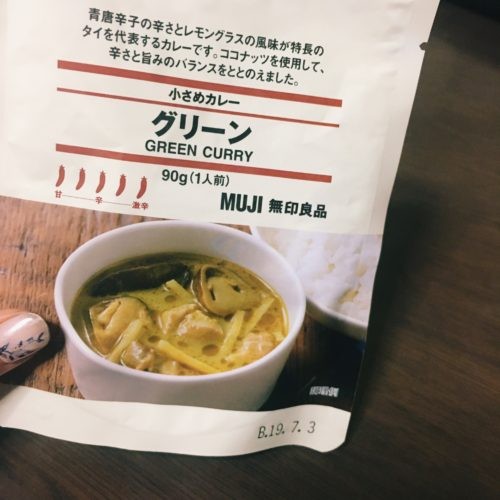 青唐辛子の辛さとレモングラスの風味が特長の
タイを代表するカレーです。ココナッツを使用して、
辛さと旨みのバランスをととのえました。
小さめカレー
グリーン
GREEN CURRY
90g(1人前)
甘 辛 激辛
MUJI 無印良品
B.19. 7. 3